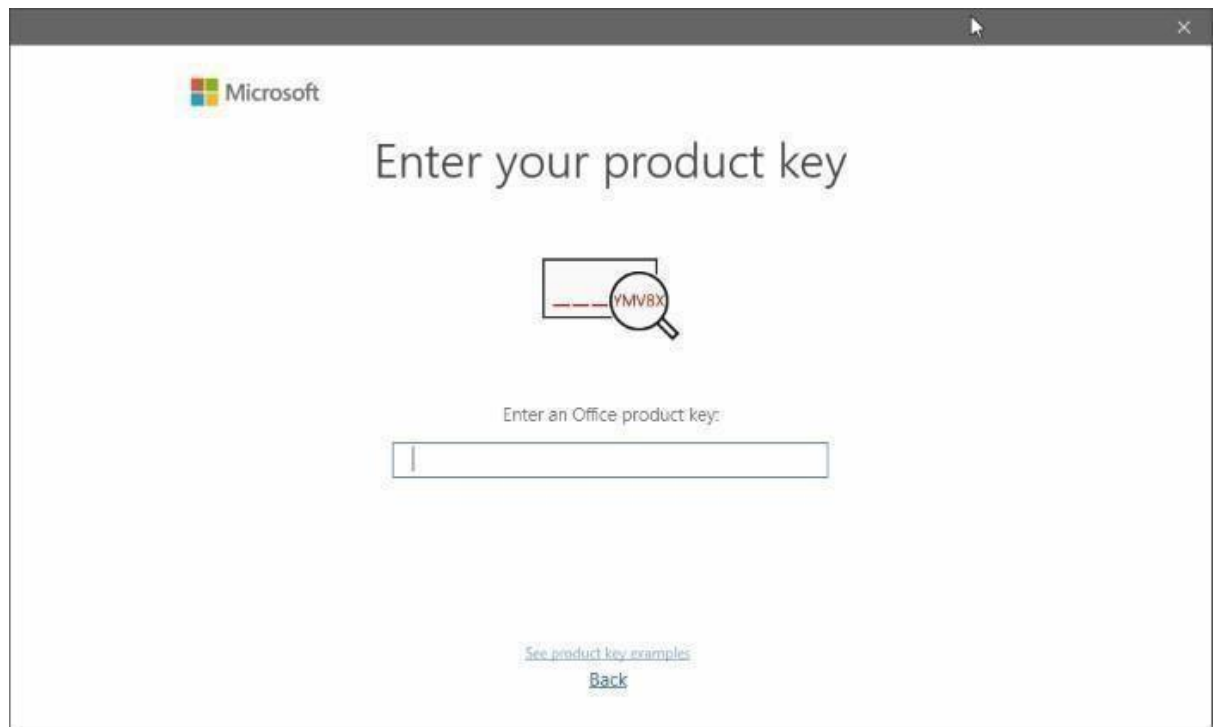 Microsoft
Enter your product key
YMV8X
Enter an Office product key:
See product key examples
Back